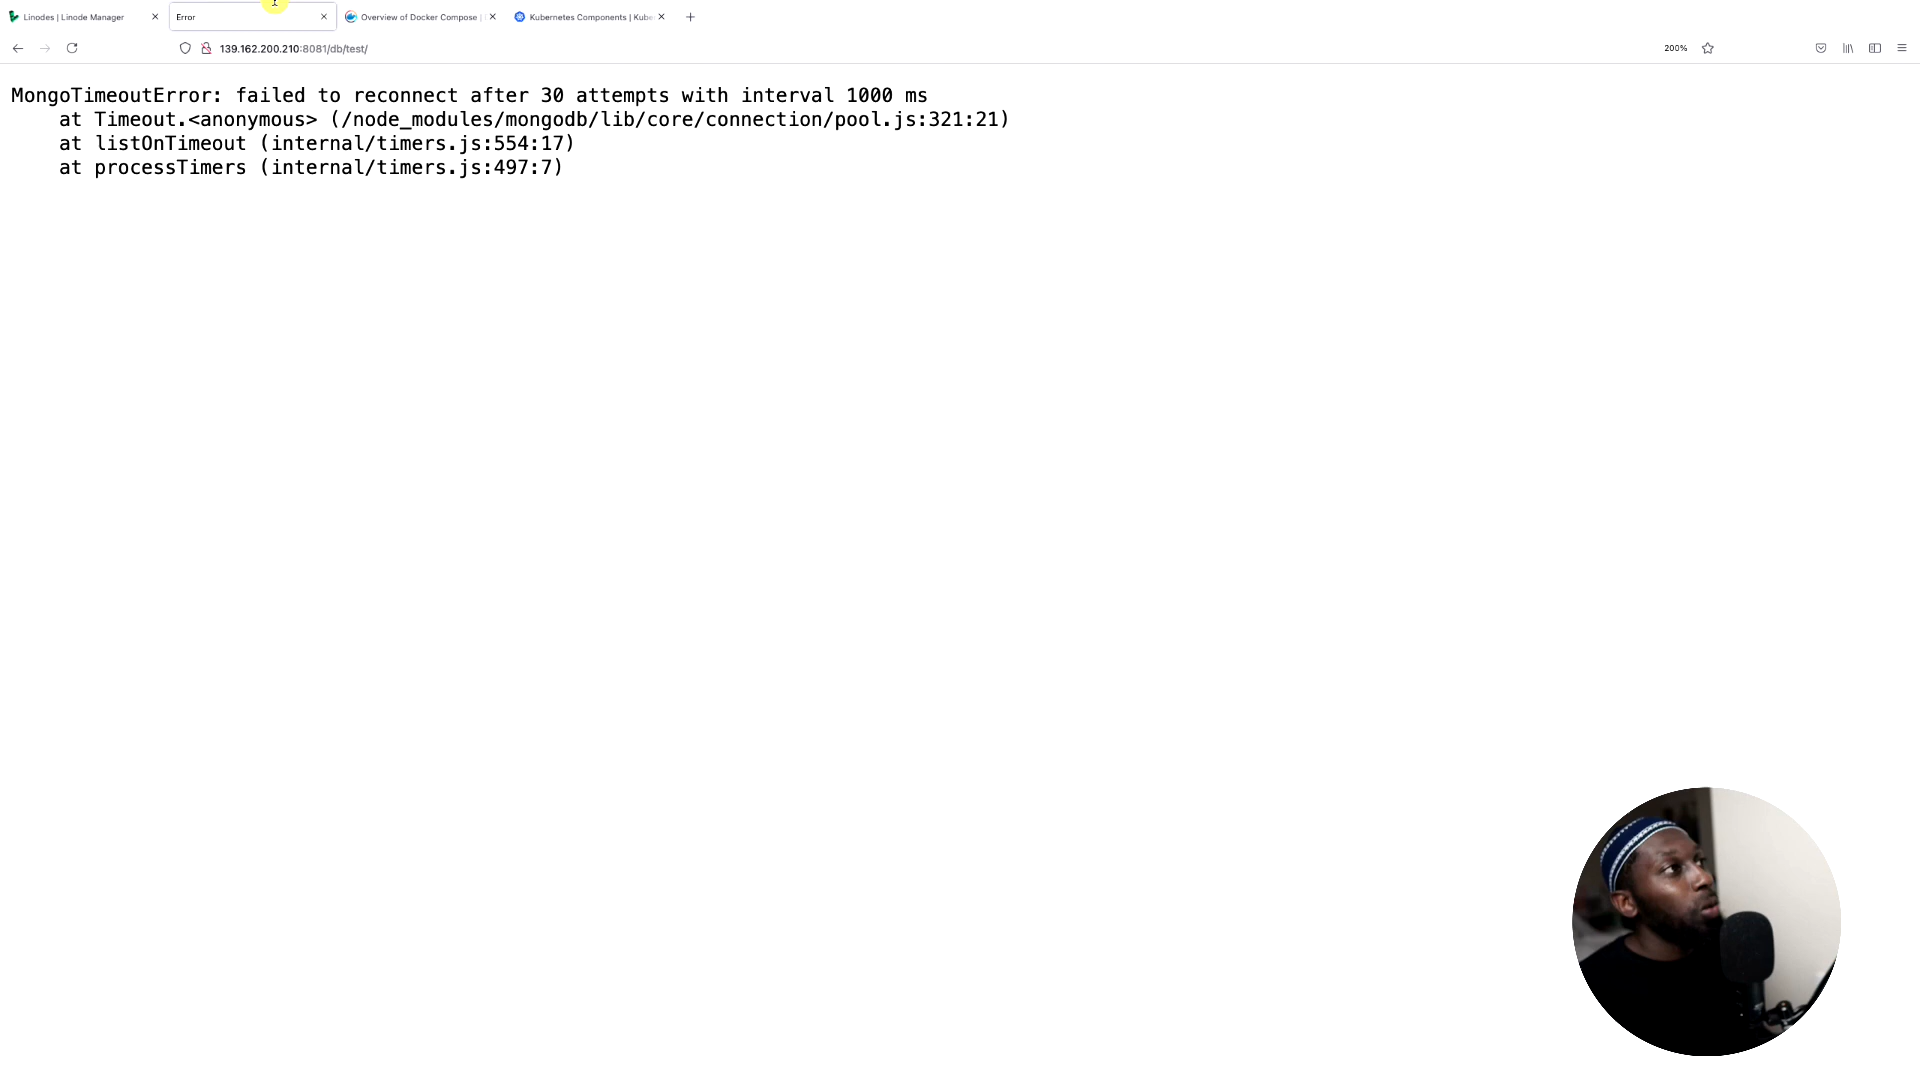 Linodes | Linode Manager
Error
Overview of Docker Compose |
Kubernetes Components | Kube
139.162.200.210:8081/db/test/
200%
MongoTimeoutError: failed to reconnect after 30 attempts with interval 1000 ms
at Timeout.<anonymous> (/node_modules/mongodb/lib/core/connection/pool.js:321:21)
at listOnTimeout (internal/timers.js:554:17)
at processTimers (internal/timers.js:497:7)